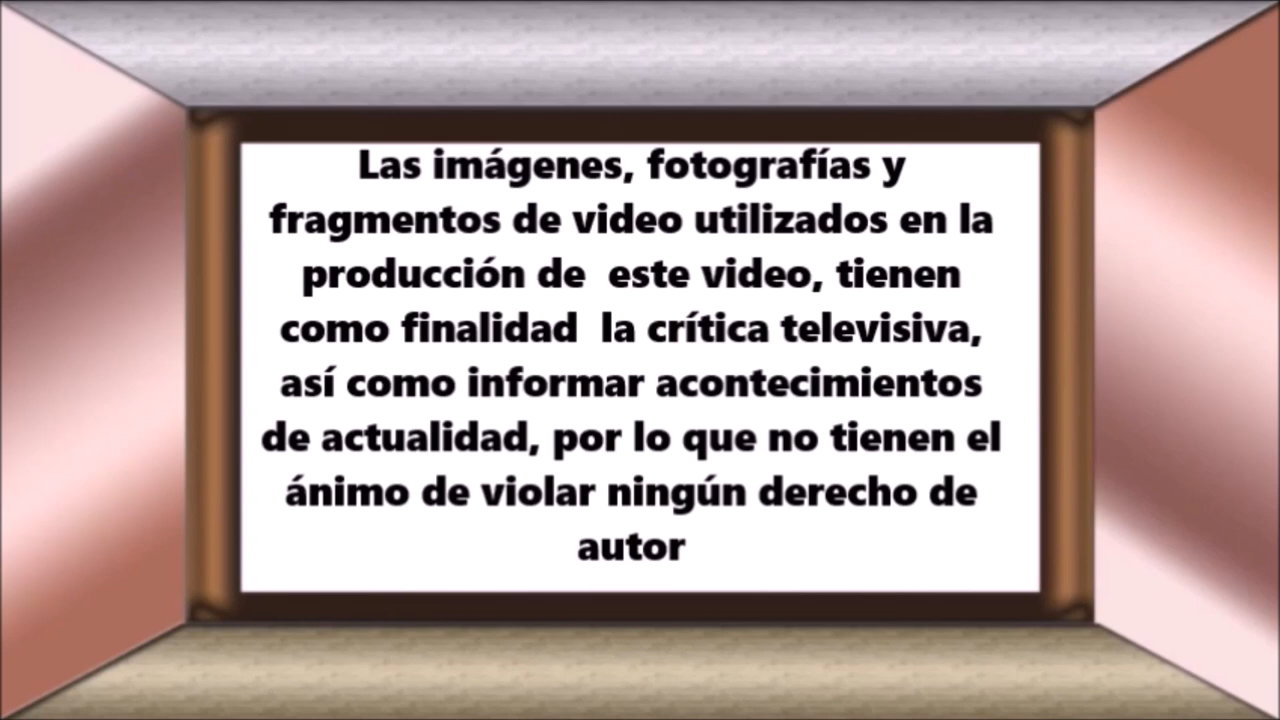 Las imágenes, fotografías y
fragmentos de video utilizados en la
producción de  este video, tienen
como finalidad  la crítica televisiva,
así como informar acontecimientos
de actualidad, por lo que no tienen el
ánimo de violar ningún derecho de
autor